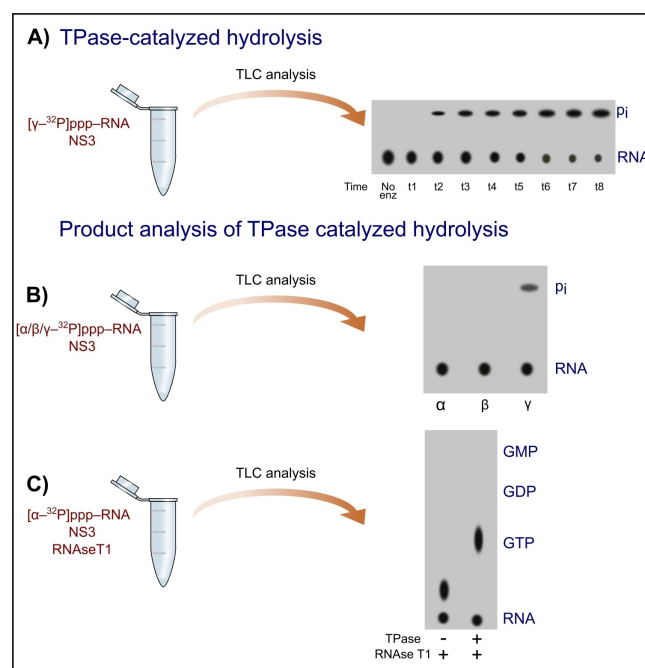 A) TPase-catalyzed hydrolysis
TLC analysis
[γ–³²P]ppp–RNA
NS3
pi
RNA
Time No enz t1 t2 t3 t4 t5 t6 t7 t8
Product analysis of TPase catalyzed hydrolysis
B)
TLC analysis
[α/β/γ–³²P]ppp–RNA
NS3
pi
RNA
α β γ
C)
TLC analysis
[α–³²P]ppp–RNA
NS3
RNAseT1
GMP
GDP
GTP
RNA
TPase - +
RNAse T1 + +